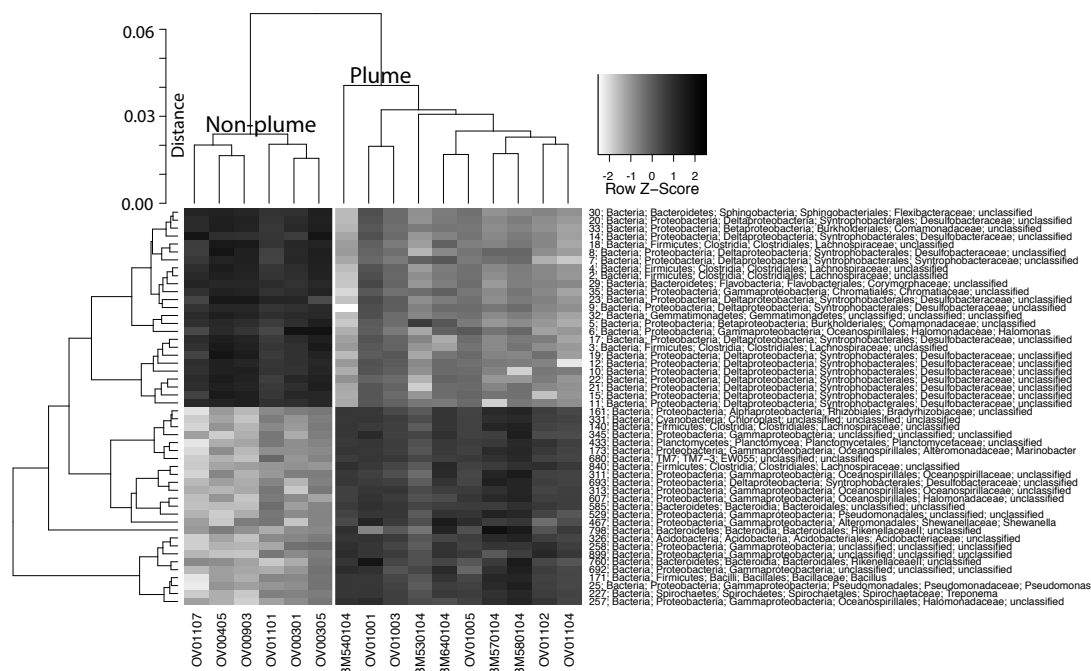 0.06
Plume
0.03
Non-plume
Distance
0.00
-2 -1 0 1 2
Row Z-Score
30; Bacteria; Bacteroidetes; Sphingobacteria; Sphingobacteriales; Flexibacteraceae; unclassified
20; Bacteria; Proteobacteria; Deltaproteobacteria; Syntrophobacterales; Desulfobacteraceae; unclassified
33; Bacteria; Proteobacteria; Betaproteobacteria; Burkholderiales; Comamonadaceae; unclassified
14; Bacteria; Proteobacteria; Deltaproteobacteria; Syntrophobacterales; Desulfobacteraceae; unclassified
18; Bacteria; Firmicutes; Clostridia; Clostridiales; Lachnospiraceae; unclassified
8; Bacteria; Proteobacteria; Deltaproteobacteria; Syntrophobacterales; Desulfobacteraceae; unclassified
7; Bacteria; Proteobacteria; Deltaproteobacteria; Syntrophobacterales; Syntrophobacteraceae; unclassified
4; Bacteria; Firmicutes; Clostridia; Clostridiales; Lachnospiraceae; unclassified
2; Bacteria; Firmicutes; Clostridia; Clostridiales; Lachnospiraceae; unclassified
29; Bacteria; Bacteroidetes; Flavobacteria; Flavobacteriales; Coryomorphaceae; unclassified
35; Bacteria; Proteobacteria; Gammaproteobacteria; Chromatiales; Chromatiaceae; unclassified
23; Bacteria; Proteobacteria; Deltaproteobacteria; Syntrophobacterales; Desulfobacteraceae; unclassified
9; Bacteria; Proteobacteria; Deltaproteobacteria; Syntrophobacterales; Desulfobacteraceae; unclassified
32; Bacteria; Gemmatimonadetes; Gemmatimonadetes; unclassified; unclassified; unclassified
5; Bacteria; Proteobacteria; Betaproteobacteria; Burkholderiales; Comamonadaceae; unclassified
6; Bacteria; Proteobacteria; Gammaproteobacteria; Oceanospirillales; Halomonadaceae; Halomonas
17; Bacteria; Proteobacteria; Deltaproteobacteria; Syntrophobacterales; Desulfobacteraceae; unclassified
3; Bacteria; Firmicutes; Clostridia; Clostridiales; Lachnospiraceae; unclassified
19; Bacteria; Proteobacteria; Deltaproteobacteria; Syntrophobacterales; Desulfobacteraceae; unclassified
12; Bacteria; Proteobacteria; Deltaproteobacteria; Syntrophobacterales; Desulfobacteraceae; unclassified
10; Bacteria; Proteobacteria; Deltaproteobacteria; Syntrophobacterales; Desulfobacteraceae; unclassified
22; Bacteria; Proteobacteria; Deltaproteobacteria; Syntrophobacterales; Desulfobacteraceae; unclassified
21; Bacteria; Proteobacteria; Deltaproteobacteria; Syntrophobacterales; Desulfobacteraceae; unclassified
15; Bacteria; Proteobacteria; Deltaproteobacteria; Syntrophobacterales; Desulfobacteraceae; unclassified
11; Bacteria; Proteobacteria; Deltaproteobacteria; Syntrophobacterales; Desulfobacteraceae; unclassified
161; Bacteria; Proteobacteria; Alphaproteobacteria; Rhizobiales; Bradyrhizobiaceae; unclassified
331; Bacteria; Cyanobacteria; Chloroplast; unclassified; unclassified; unclassified
140; Bacteria; Firmicutes; Clostridia; Clostridiales; Lachnospiraceae; unclassified
345; Bacteria; Proteobacteria; Gammaproteobacteria; unclassified; unclassified; unclassified
433; Bacteria; Planctomycetes; Planctomycea; Planctomycetales; Planctomycetaceae; unclassified
173; Bacteria; Proteobacteria; Gammaproteobacteria; Oceanospirillales; Alteromonadaceae; Marinobacter
680; Bacteria; TM7; TM7-3; EW055; unclassified; unclassified
840; Bacteria; Firmicutes; Clostridia; Clostridiales; Lachnospiraceae; unclassified
311; Bacteria; Proteobacteria; Gammaproteobacteria; Oceanospirillales; Oceanospirillaceae; unclassified
693; Bacteria; Proteobacteria; Deltaproteobacteria; Syntrophobacterales; Desulfobacteraceae; unclassified
313; Bacteria; Proteobacteria; Gammaproteobacteria; Oceanospirillales; Oceanospirillaceae; unclassified
607; Bacteria; Proteobacteria; Gammaproteobacteria; Oceanospirillales; Halomonadaceae; unclassified
585; Bacteria; Bacteroidetes; Bacteroidia; Bacteroidales; unclassified; unclassified
529; Bacteria; Proteobacteria; Gammaproteobacteria; Pseudomonadales; unclassified; unclassified
467; Bacteria; Proteobacteria; Gammaproteobacteria; Alteromonadales; Shewanellaceae; Shewanella
798; Bacteria; Bacteroidetes; Bacteroidia; Bacteroidales; RikenellaceaeII; unclassified
326; Bacteria; Acidobacteria; Acidobacteria; Acidobacteriales; Acidobacteriaceae; unclassified
258; Bacteria; Proteobacteria; Gammaproteobacteria; unclassified; unclassified; unclassified
899; Bacteria; Proteobacteria; Gammaproteobacteria; unclassified; unclassified; unclassified
760; Bacteria; Bacteroidetes; Bacteroidia; Bacteroidales; RikenellaceaeII; unclassified
692; Bacteria; Proteobacteria; Gammaproteobacteria; unclassified; unclassified; unclassified
171; Bacteria; Firmicutes; Bacilli; Bacillales; Bacillaceae; Bacillus
25; Bacteria; Proteobacteria; Gammaproteobacteria; Pseudomonadales; Pseudomonadaceae; Pseudomonas
227; Bacteria; Spirochaetes; Spirochaetes; Spirochaetales; Spirochaetaceae; Treponema
257; Bacteria; Proteobacteria; Gammaproteobacteria; Oceanospirillales; Halomonadaceae; unclassified
OV01107
OV00405
OV00903
OV01101
OV00301
OV00305
BM540104
OV01001
OV01003
BM530104
BM640104
OV01005
BM570104
BM580104
OV01102
OV01104